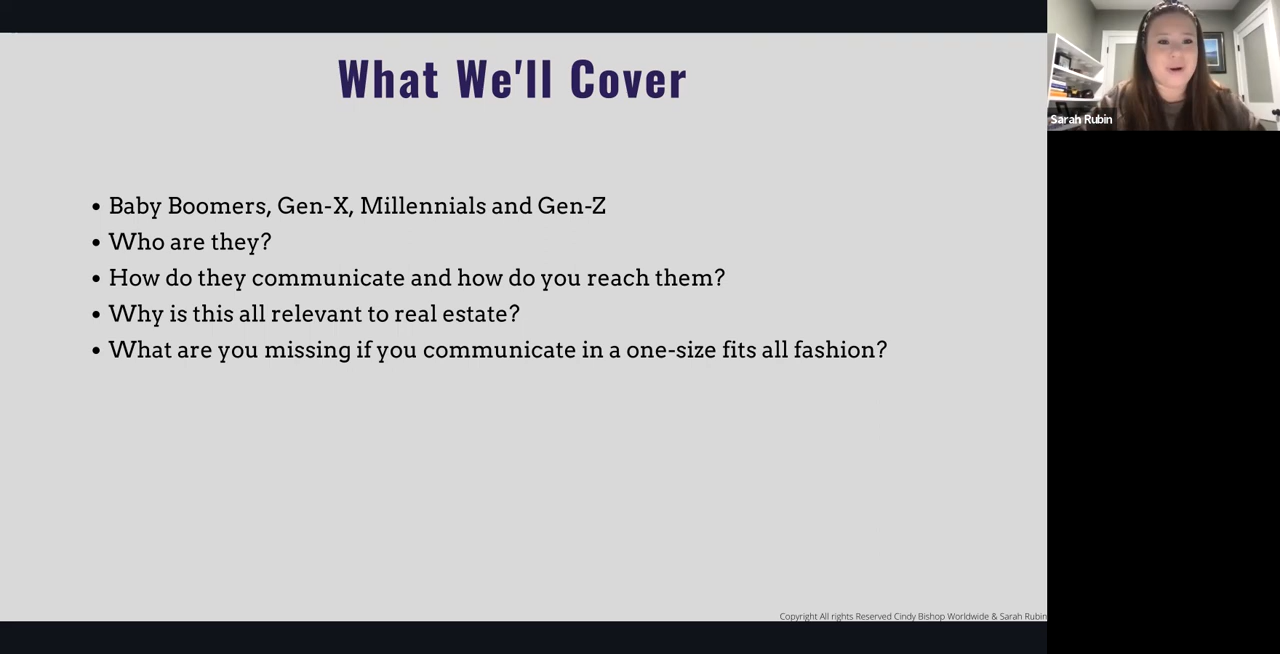 What We'll Cover
Baby Boomers, Gen-X, Millennials and Gen-Z
Who are they?
How do they communicate and how do you reach them?
Why is this all relevant to real estate?
What are you missing if you communicate in a one-size fits all fashion?
Copyright All rights Reserved Cindy Bishop Worldwide & Sarah Rubin
Sarah Rubin